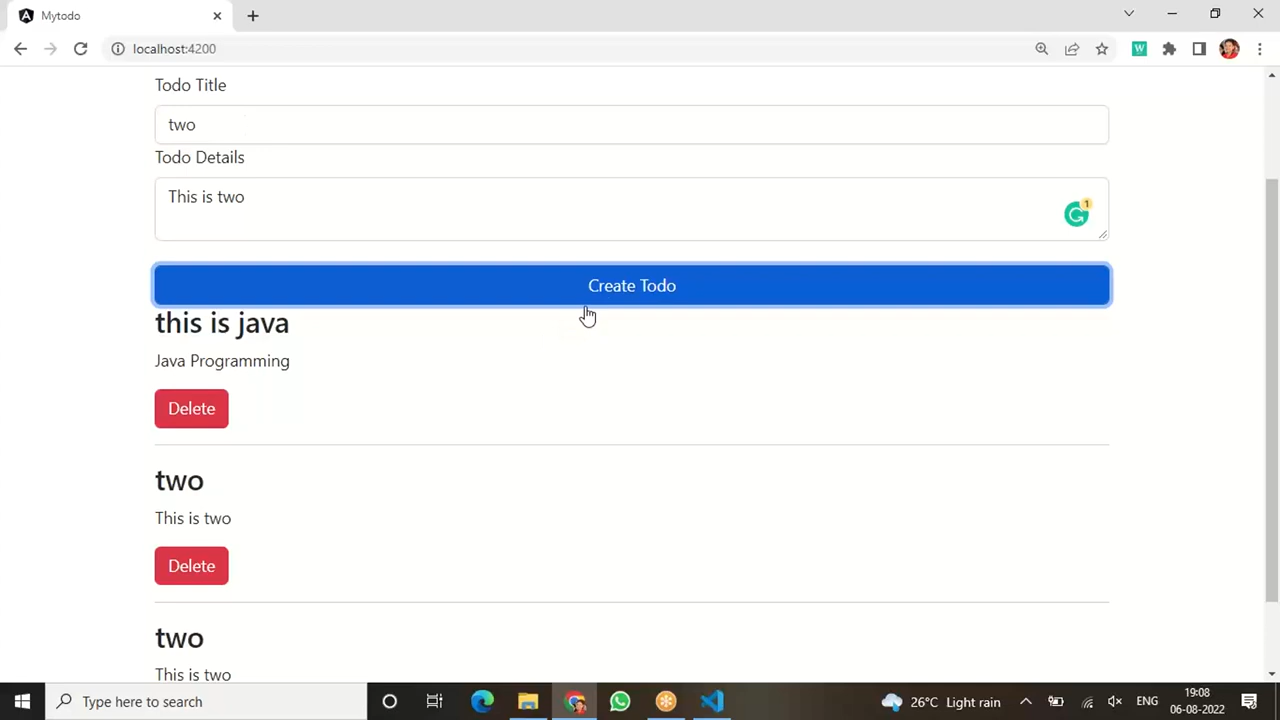 Mytodo
localhost:4200
W
Todo Title
two
Todo Details
This is two
1
Create Todo
this is java
Java Programming
Delete
two
This is two
Delete
two
This is two
Type here to search
26°C Light rain
ENG
19:08
06-08-2022